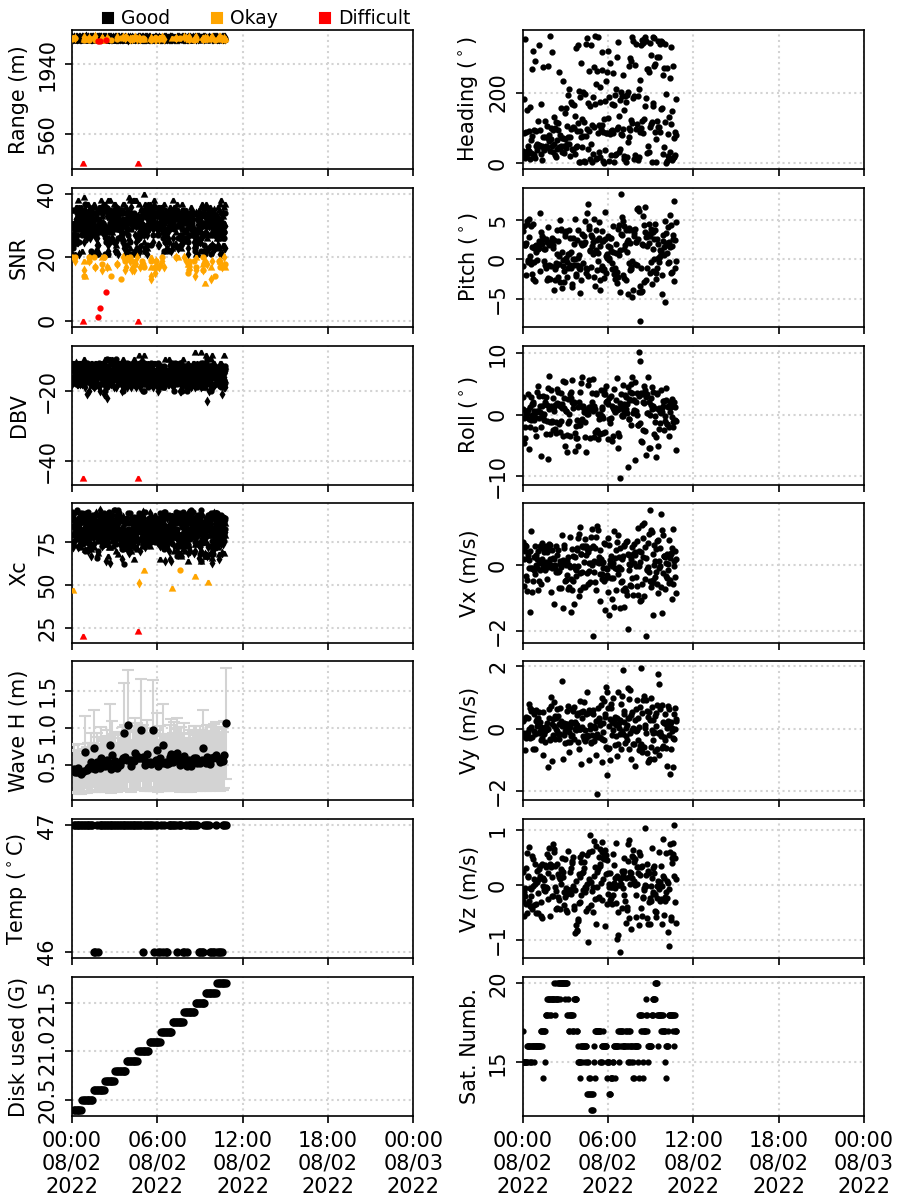 Good Okay Difficult
Range (m)
1940
560
Heading (°)
200
0
SNR
40
20
0
Pitch (°)
5
0
−5
DBV
−20
−40
Roll (°)
10
0
−10
Xc
75
50
25
Vx (m/s)
0
−2
Wave H (m)
1.5
1.0
0.5
Vy (m/s)
2
0
−2
Temp (°C)
47
46
Vz (m/s)
1
0
−1
Disk used (G)
21.5
21.0
20.5
Sat. Numb.
20
15
00:00 06:00 12:00 18:00 00:00
08/02 08/02 08/02 08/02 08/03
2022 2022 2022 2022 2022
00:00 06:00 12:00 18:00 00:00
08/02 08/02 08/02 08/02 08/03
2022 2022 2022 2022 2022